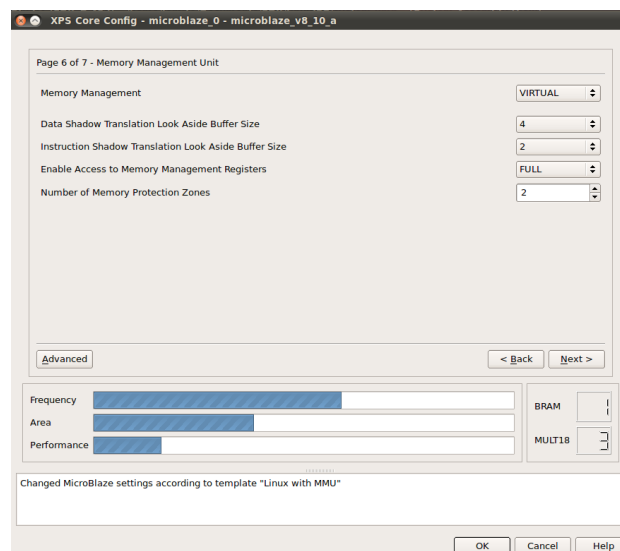 XPS Core Config - microblaze_0 - microblaze_v8_10_a
Page 6 of 7 - Memory Management Unit
Memory Management VIRTUAL
Data Shadow Translation Look Aside Buffer Size 4
Instruction Shadow Translation Look Aside Buffer Size 2
Enable Access to Memory Management Registers FULL
Number of Memory Protection Zones 2
Advanced < Back Next >
Frequency
BRAM 1
Area
MULT18 3
Performance
Changed MicroBlaze settings according to template "Linux with MMU"
OK Cancel Help